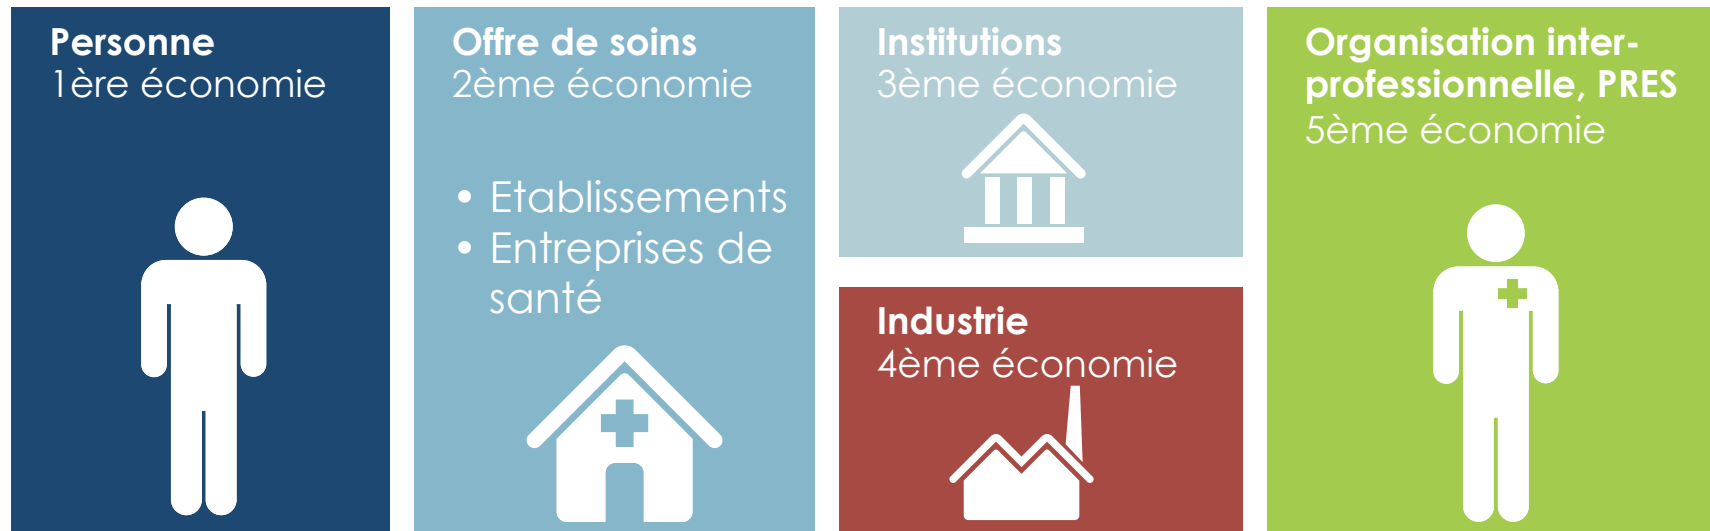 Personne
1ère économie
Offre de soins
2ème économie
• Etablissements
• Entreprises de
santé
Institutions
3ème économie
Industrie
4ème économie
Organisation inter-
professionnelle, PRES
5ème économie